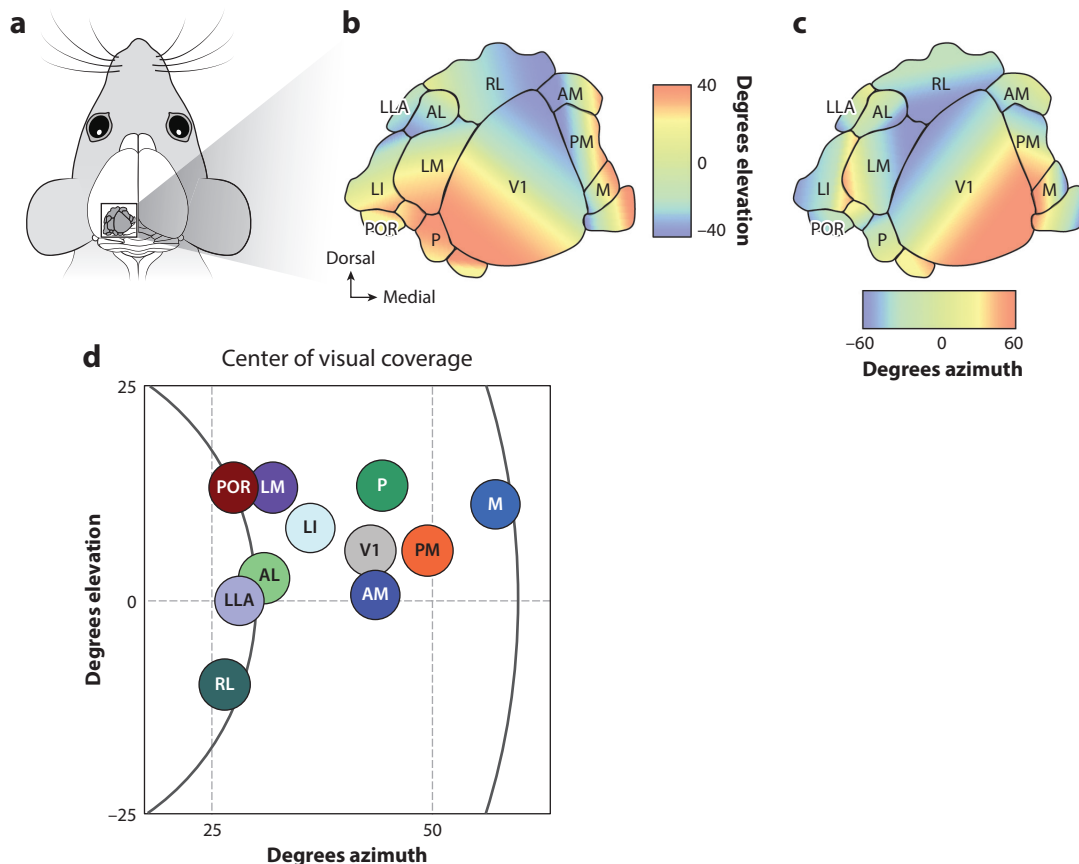 a
b
RL
AM
LLA
AL
PM
LM
V1
LI
M
POR
P
Dorsal
Medial
40
0
−40
Degrees elevation
c
RL
AM
LLA
AL
PM
LM
V1
LI
M
POR
P
−60
0
60
Degrees azimuth
d
Center of visual coverage
25
0
−25
Degrees elevation
POR
LM
P
M
LI
V1
PM
AL
LLA
AM
RL
25
50
Degrees azimuth